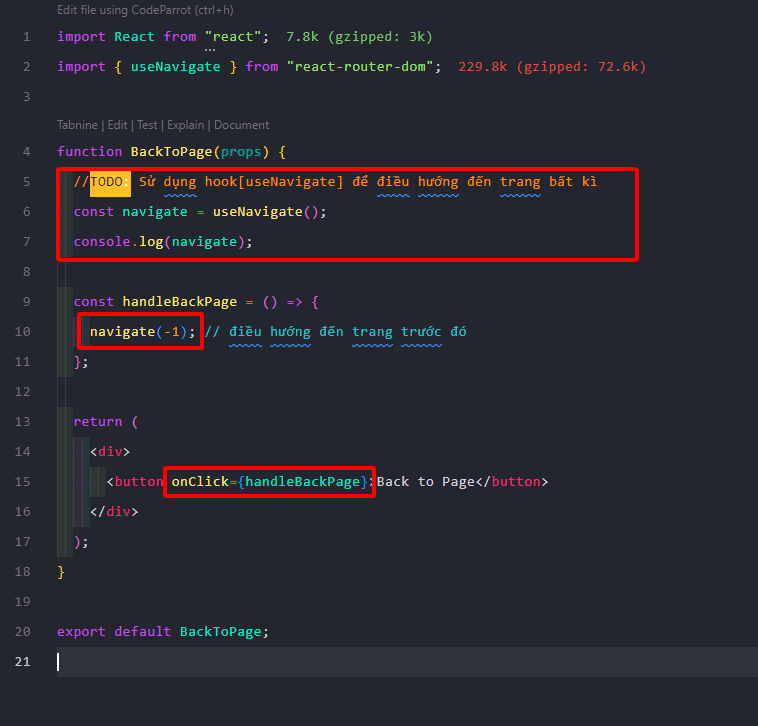 Edit file using CodeParrot (ctrl+h)
1 import React from "react"; 7.8k (gzipped: 3k)
2 import { useNavigate } from "react-router-dom"; 229.8k (gzipped: 72.6k)
3
Tabnine | Edit | Test | Explain | Document
4 function BackToPage(props) {
5 //TODO: Sử dụng hook[useNavigate] để điều hướng đến trang bất kì
6 const navigate = useNavigate();
7 console.log(navigate);
8
9 const handleBackPage = () => {
10 navigate(-1); // điều hướng đến trang trước đó
11 };
12
13 return (
14 <div>
15 <button onClick={handleBackPage}>Back to Page</button>
16 </div>
17 );
18 }
19
20 export default BackToPage;
21